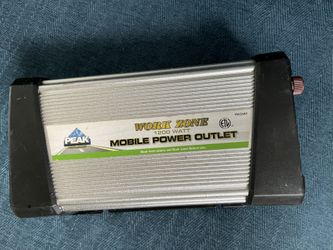 PEAK
WORK ZONE
1200 WATT
MOBILE POWER OUTLET